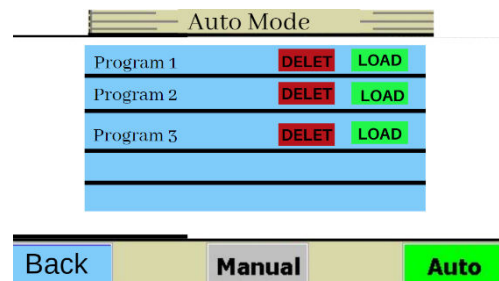 Auto Mode
Program 1 DELET LOAD
Program 2 DELET LOAD
Program 3 DELET LOAD
Back Manual Auto